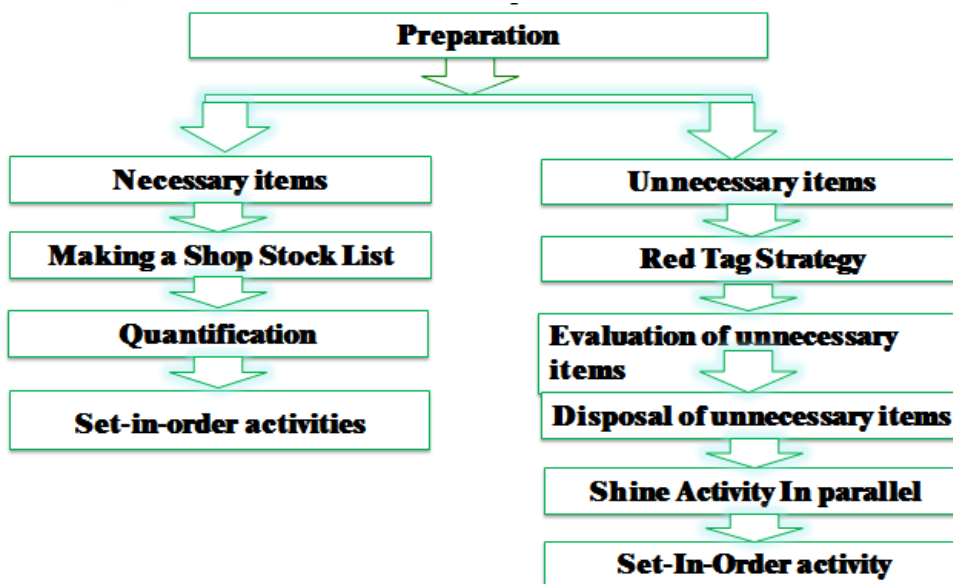 Preparation
Necessary items
Making a Shop Stock List
Quantification
Set-in-order activities
Unnecessary items
Red Tag Strategy
Evaluation of unnecessary
items
Disposal of unnecessary items
Shine Activity In parallel
Set-In-Order activity